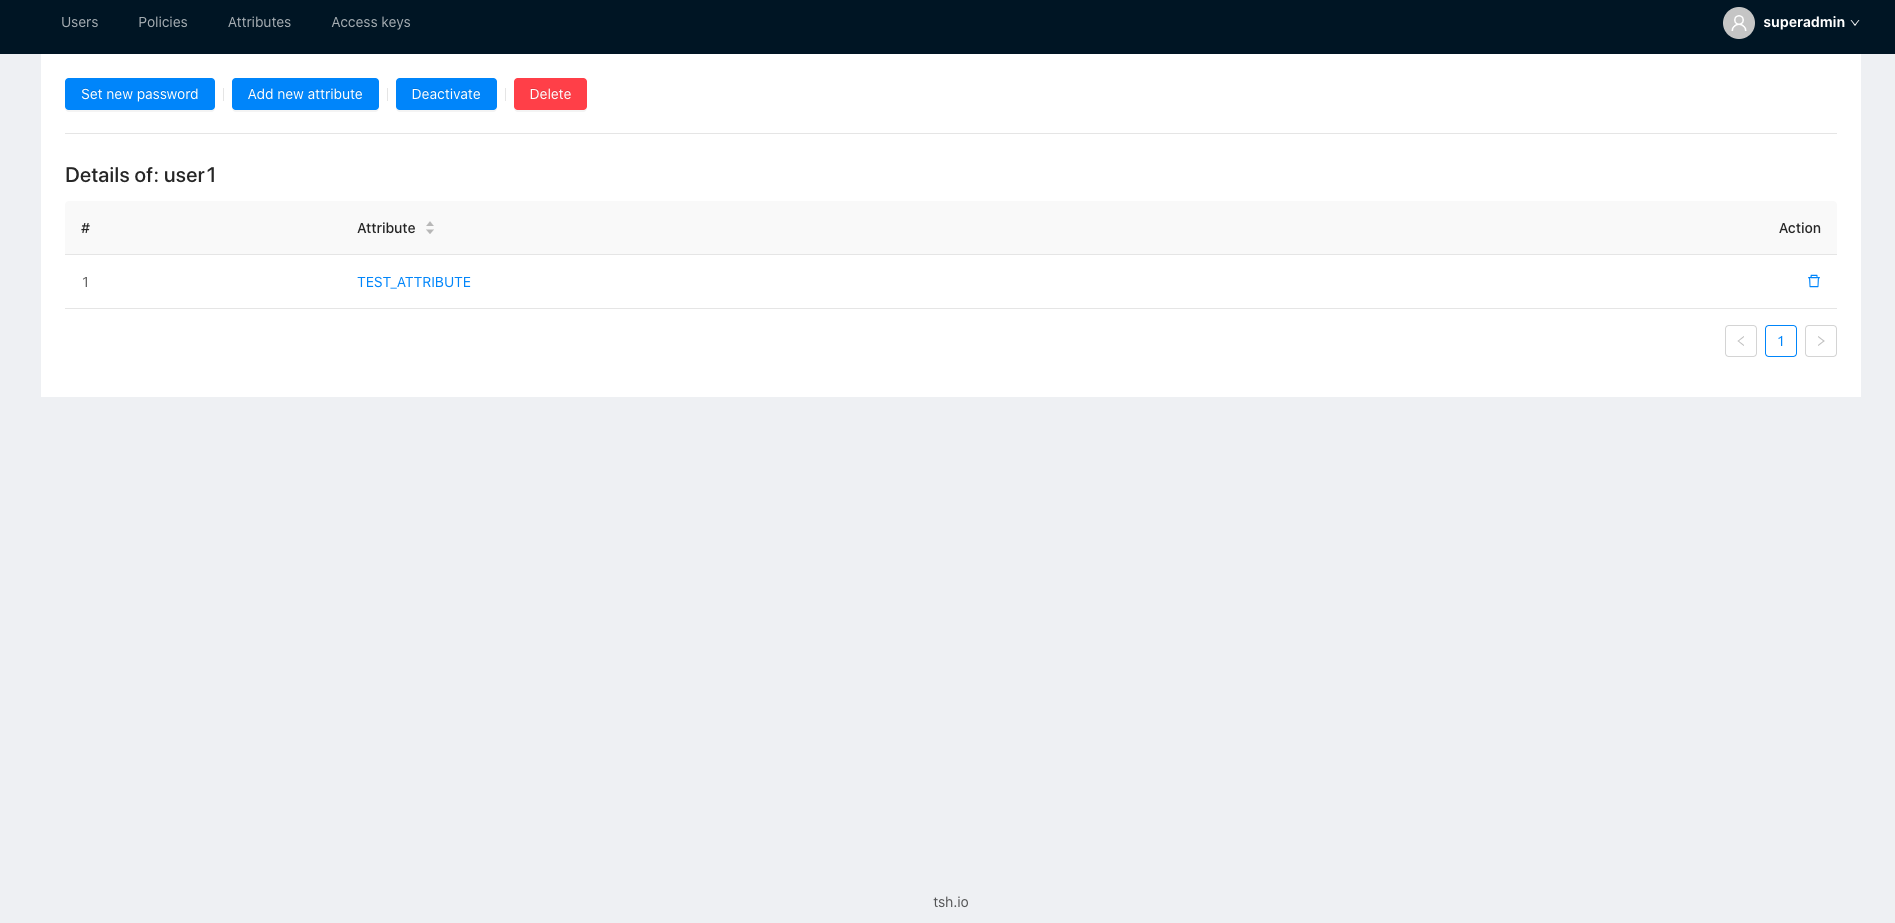 Users Policies Attributes Access keys superadmin
Set new password Add new attribute Deactivate Delete
Details of: user1
# Attribute Action
1 TEST_ATTRIBUTE
< 1 >
tsh.io